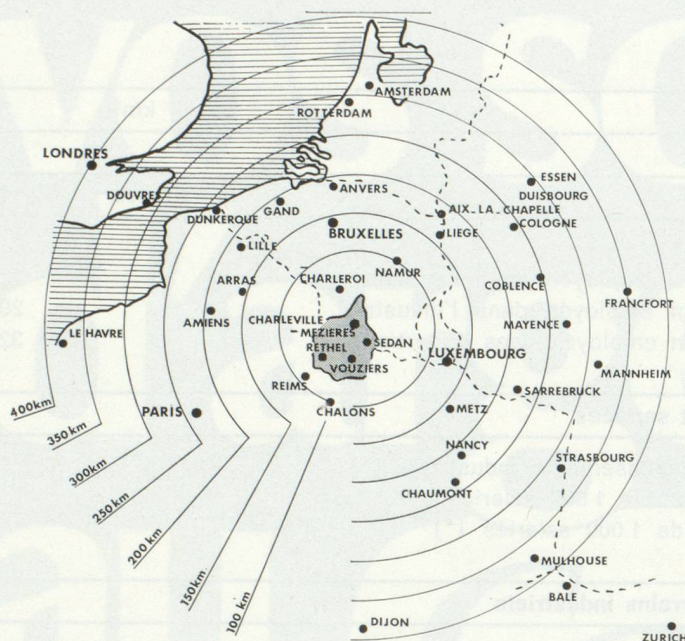 AMSTERDAM
ROTTERDAM
LONDRES
ESSEN
DOUVRES
ANVERS
DUISBOURG
DUNKERQUE
GAND
AIX-LA-CHAPELLE
BRUXELLES
COLOGNE
LIEGE
LILLE
NAMUR
ARRAS
CHARLEROI
COBLENCE
FRANCFORT
AMIENS
CHARLEVILLE
-MEZIERES
MAYENCE
LE HAVRE
SEDAN
RETHEL
LUXEMBOURG
VOUZIERS
MANNHEIM
REIMS
SARREBRUCK
400km
PARIS
CHALONS
METZ
350km
NANCY
300km
STRASBOURG
250 km
CHAUMONT
200 km
MULHOUSE
150km
BALE
100 km
DIJON
ZURICH